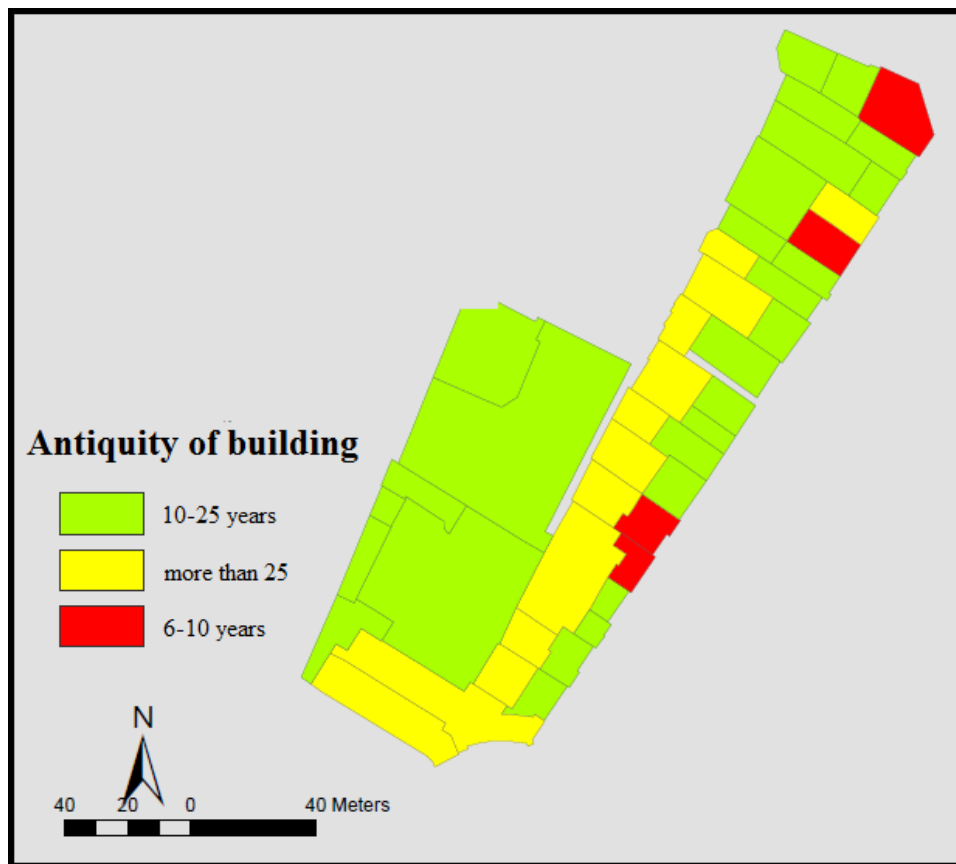 Antiquity of building
10-25 years
more than 25
6-10 years
N
40 20 0 40 Meters